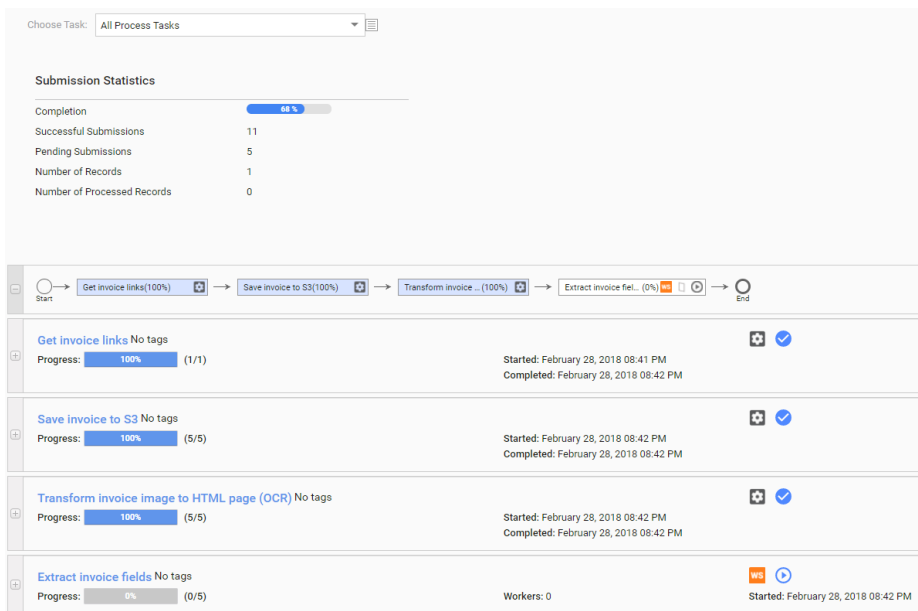 Choose Task: All Process Tasks
Submission Statistics
Completion 68 %
Successful Submissions 11
Pending Submissions 5
Number of Records 1
Number of Processed Records 0
Start Get invoice links(100%) Save invoice to S3(100%) Transform invoice ... (100%) Extract invoice fiel... (0%) WS End
Get invoice links No tags
Progress: 100% (1/1) Started: February 28, 2018 08:41 PM
Completed: February 28, 2018 08:42 PM
Save invoice to S3 No tags
Progress: 100% (5/5) Started: February 28, 2018 08:42 PM
Completed: February 28, 2018 08:42 PM
Transform invoice image to HTML page (OCR) No tags
Progress: 100% (5/5) Started: February 28, 2018 08:42 PM
Completed: February 28, 2018 08:42 PM
Extract invoice fields No tags WS
Progress: 0% (0/5) Workers: 0 Started: February 28, 2018 08:42 PM